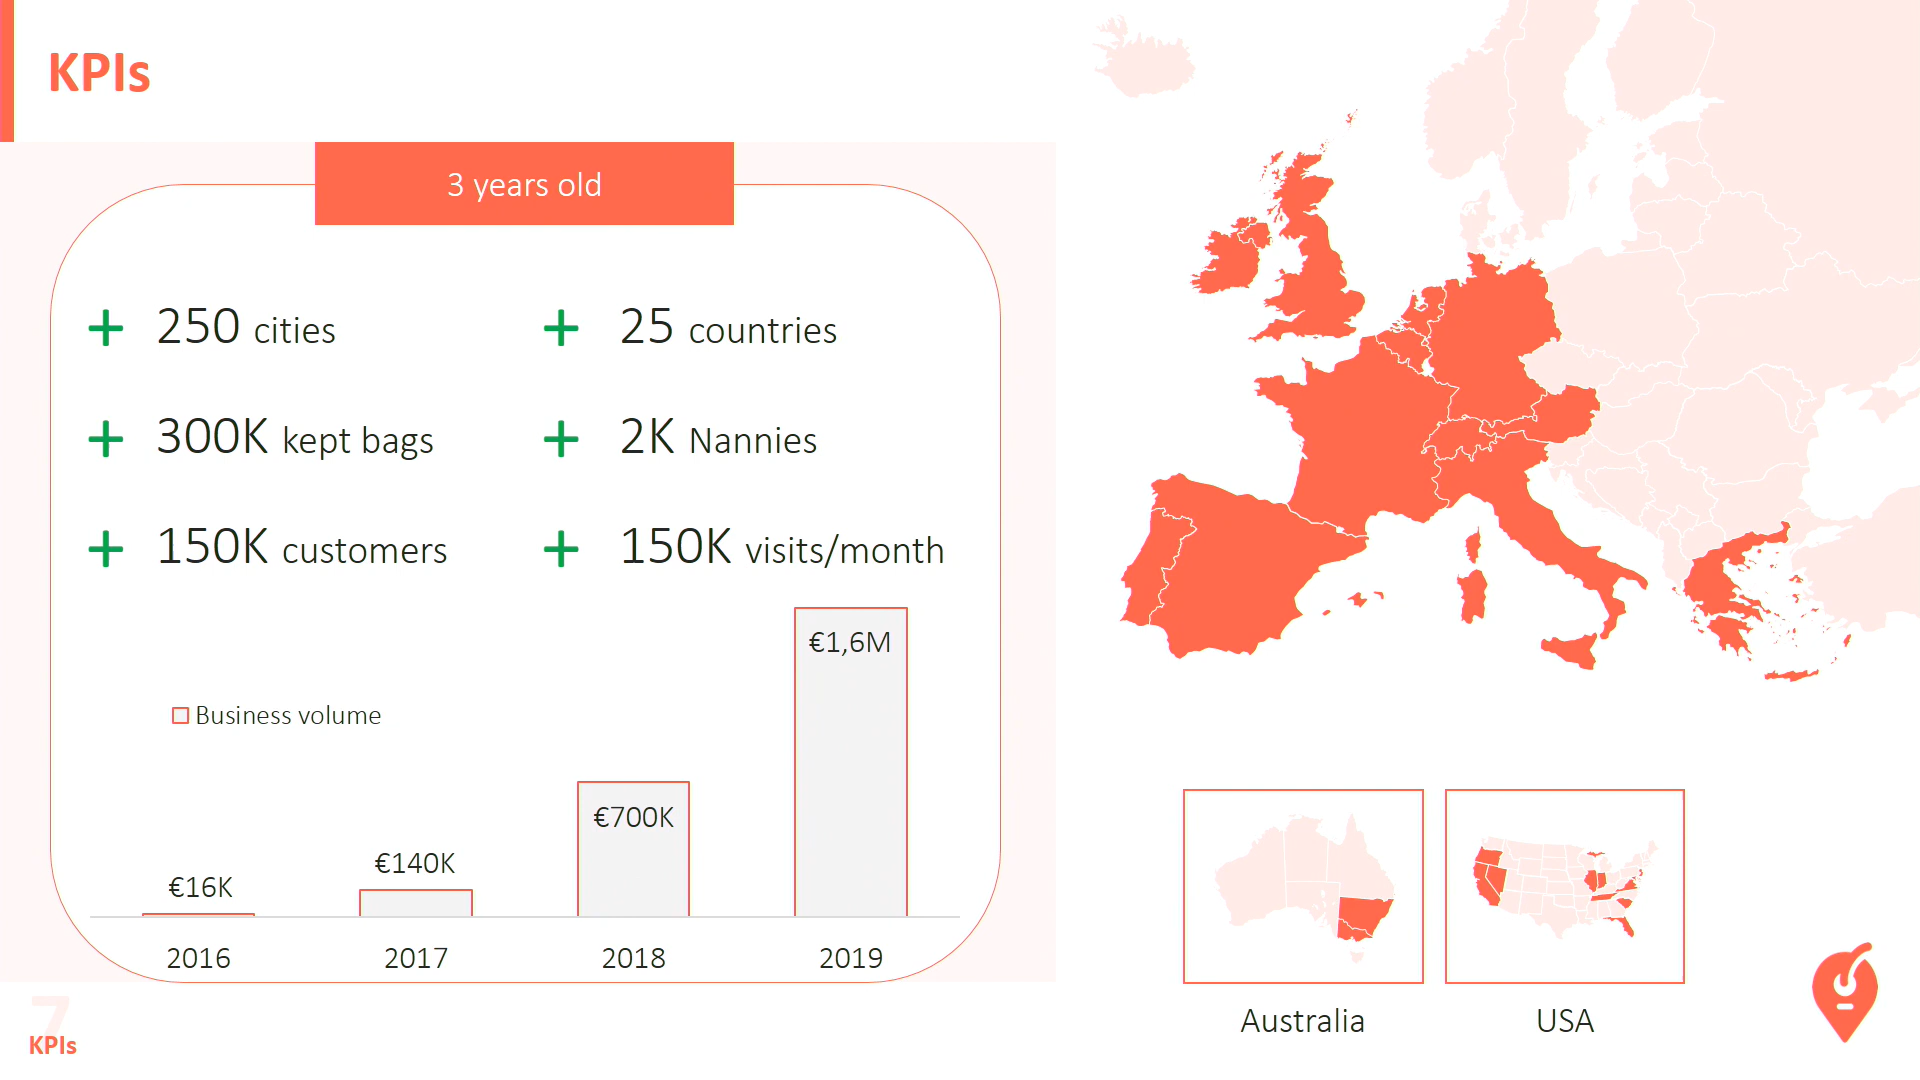 KPIs
3 years old
+ 250 cities
+ 25 countries
+ 300K kept bags
+ 2K Nannies
+ 150K customers
+ 150K visits/month
Business volume
€16K
€140K
€700K
€1,6M
2016
2017
2018
2019
Australia
USA
7
KPIs